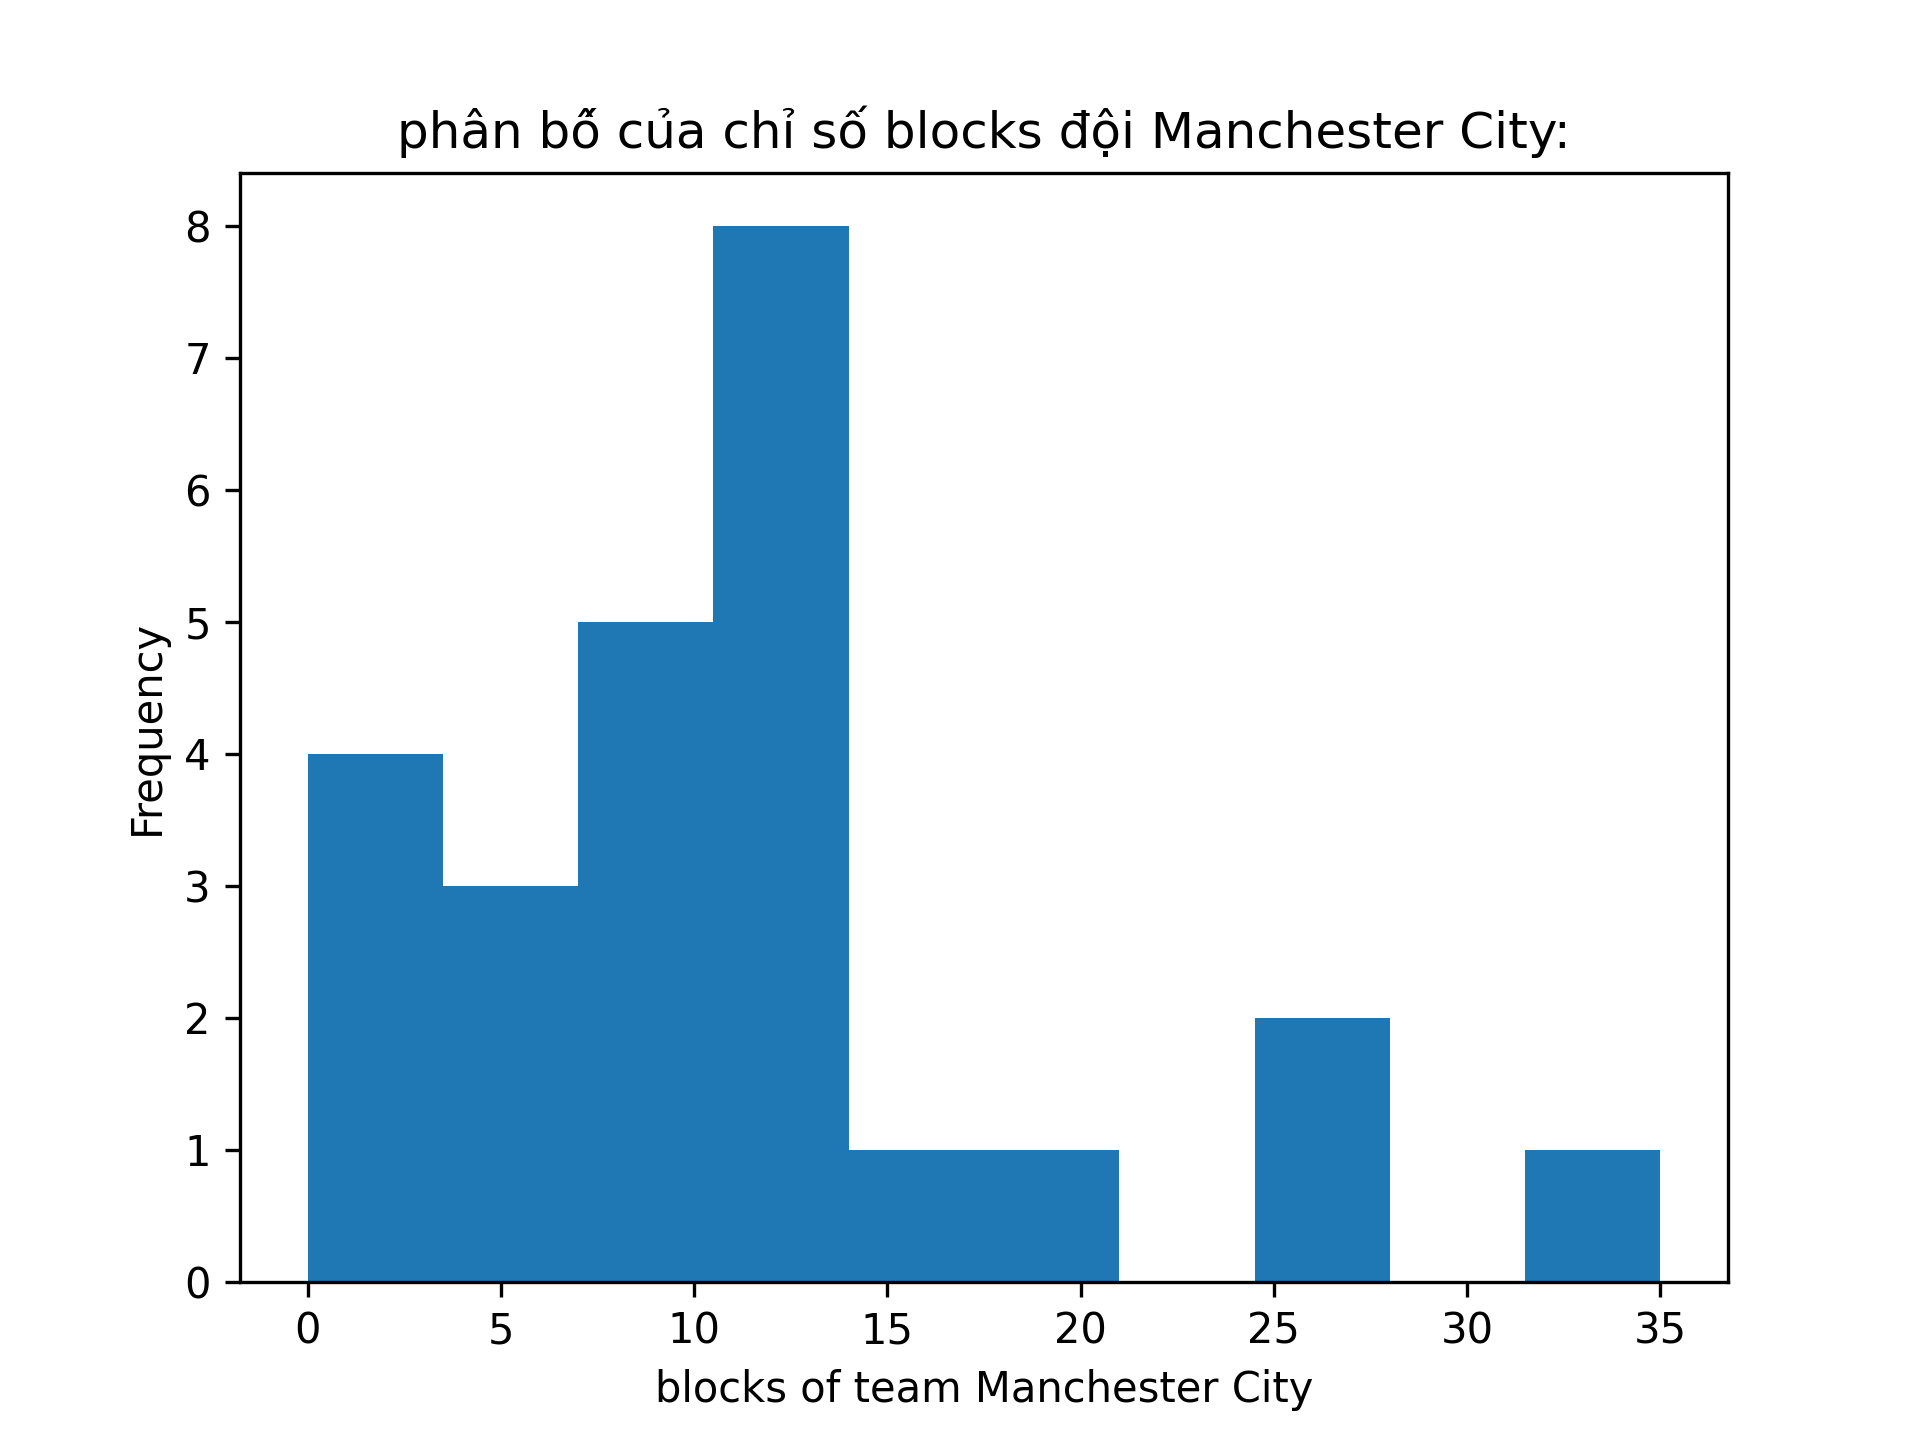 phân bố của chỉ số blocks đội Manchester City:
8
7
6
5
4
3
2
1
0
Frequency
0 5 10 15 20 25 30 35
blocks of team Manchester City